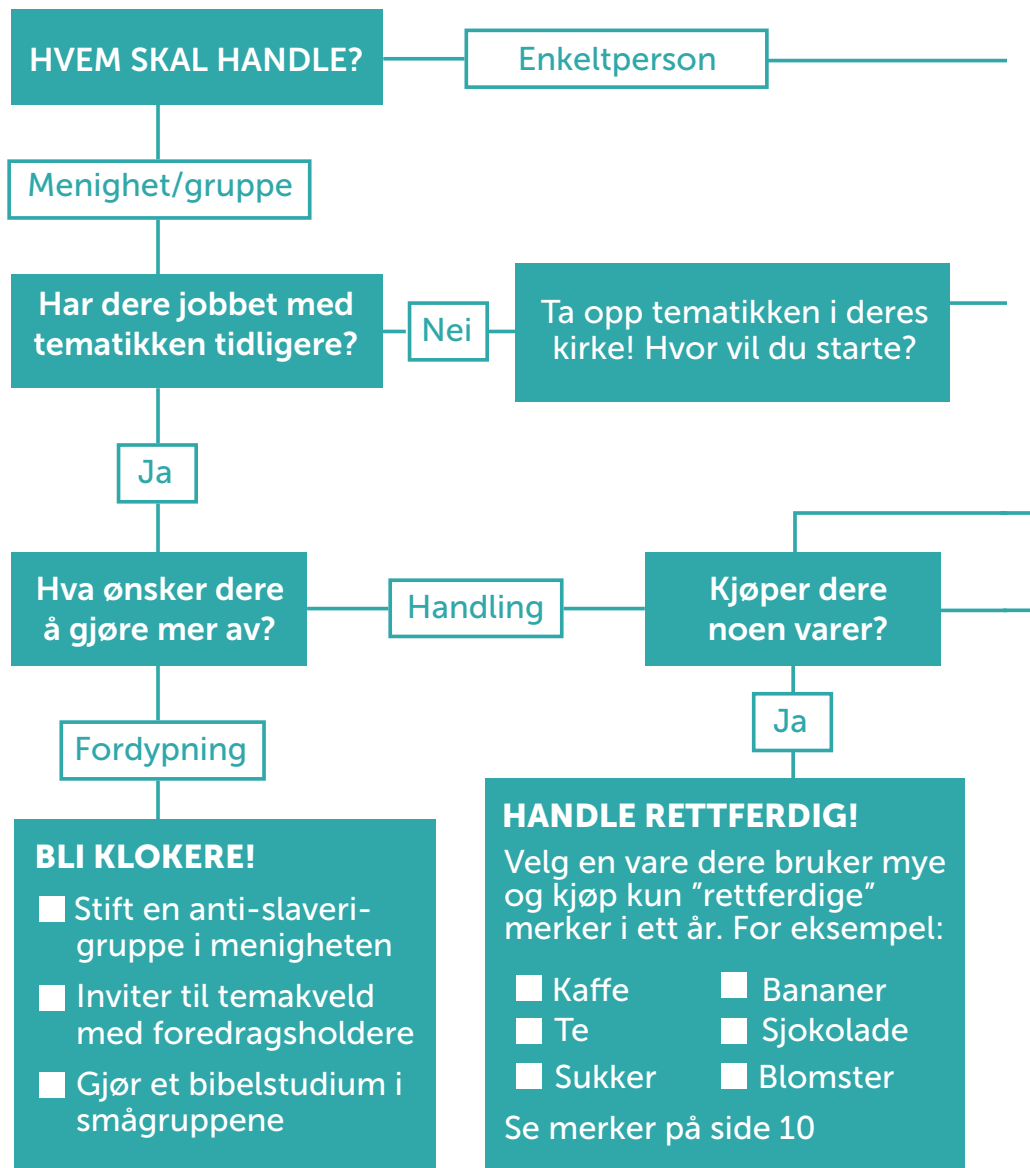 HVEM SKAL HANDLE?
Enkeltperson
Menighet/gruppe
Har dere jobbet med
tematikken tidligere?
Nei
Ta opp tematikken i deres
kirke! Hvor vil du starte?
Ja
Hva ønsker dere
å gjøre mer av?
Handling
Kjøper dere
noen varer?
Fordypning
Ja
BLI KLOKERE!
Stift en anti-slaveri-
gruppe i menigheten
Inviter til temakveld
med foredragsholdere
Gjør et bibelstudium i
smågruppene
HANDLE RETTFERDIG!
Velg en vare dere bruker mye
og kjøp kun ”rettferdige”
merker i ett år. For eksempel:
Kaffe Bananer
Te Sjokolade
Sukker Blomster
Se merker på side 10